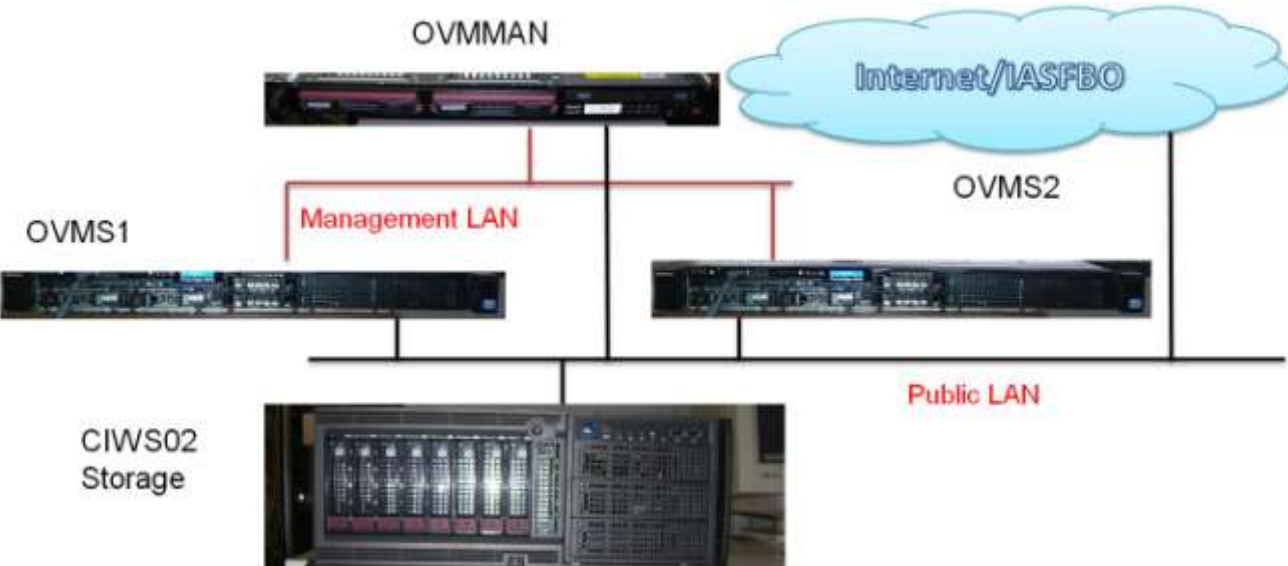 OVMMAN
Internet/IASFBO
OVMS2
Management LAN
OVMS1
Public LAN
CIWS02
Storage